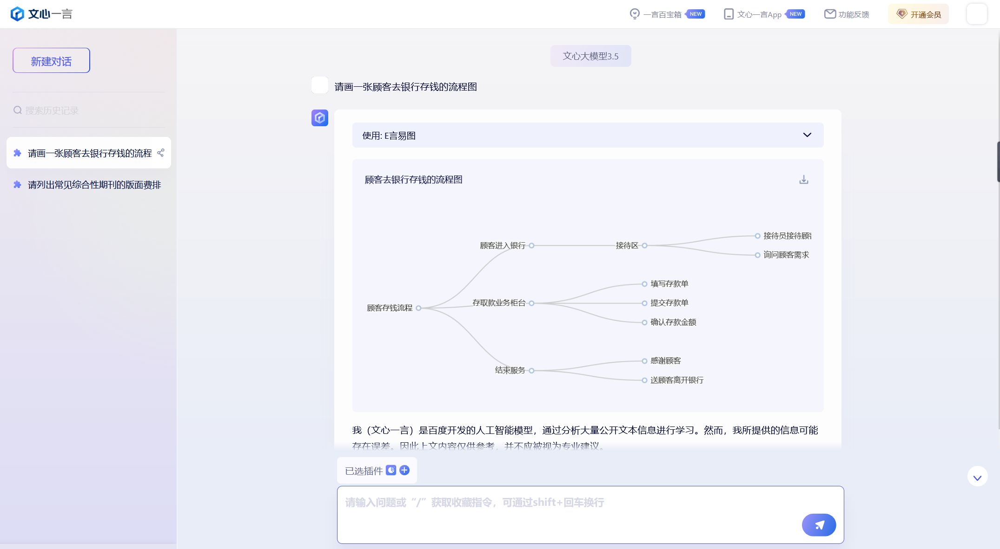 文心一言
一言百宝箱 NEW
文心一言App NEW
功能反馈
开通会员
新建对话
搜索历史记录
请画一张顾客去银行存钱的流程
请列出常见综合性期刊的版面费排
文心大模型3.5
请画一张顾客去银行存钱的流程图
使用: E言易图
顾客去银行存钱的流程图
顾客存钱流程
顾客进入银行
接待区
接待员接待顾客
询问顾客需求
存取款业务柜台
填写存款单
提交存款单
确认存款金额
结束服务
感谢顾客
送顾客离开银行
我（文心一言）是百度开发的人工智能模型，通过分析大量公开文本信息进行学习。然而，我所提供的信息可能
存在误差。因此上文内容仅供参考，并不应被视为专业建议。
已选插件
请输入问题或“/”获取收藏指令，可通过shift+回车换行